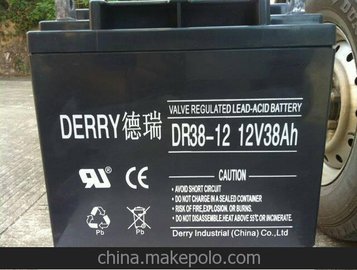 VALVE REGULATED LEAD-ACID BATTERY
DERRY德瑞 DR38-12 12V38Ah
CAUTION
• AVOID SHORT CIRCUIT
• DO NOT CHARGE IN A SEALED CONTAINER
RISK OF FIRE, EXPLOSION, OR BURNS.
• DO NOT DISASSEMBLE.HEAT ABOVE 55℃ OR INCINERATE
Derry Industrial (China) Co.,Ltd
china.makepolo.com